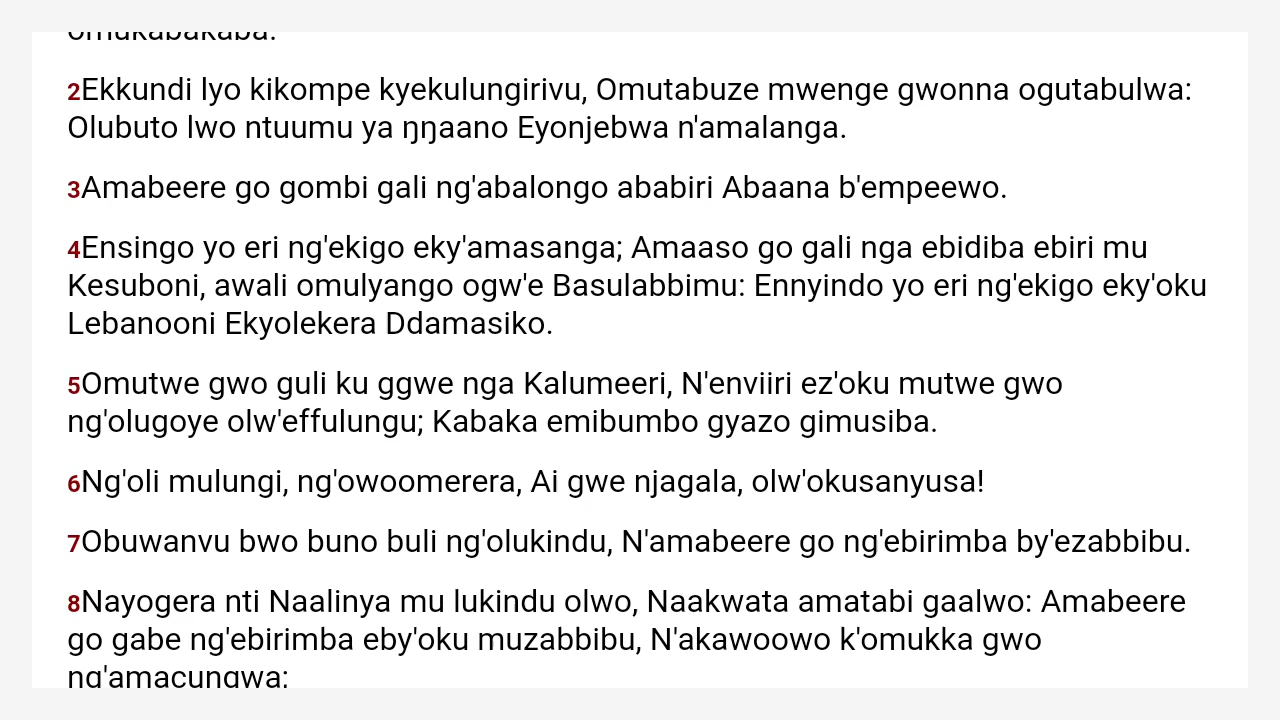 omukabakaba.
2Ekkundi lyo kikompe kyekulungirivu, Omutabuze mwenge gwonna ogutabulwa:
Olubuto lwo ntuumu ya ŋŋaano Eyonjebwa n'amalanga.
3Amabeere go gombi gali ng'abalongo ababiri Abaana b'empeewo.
4Ensingo yo eri ng'ekigo eky'amasanga; Amaaso go gali nga ebidiba ebiri mu
Kesuboni, awali omulyango ogw'e Basulabbimu: Ennyindo yo eri ng'ekigo eky'oku
Lebanooni Ekyolekera Ddamasiko.
5Omutwe gwo guli ku ggwe nga Kalumeeri, N'enviiri ez'oku mutwe gwo
ng'olugoye olw'effulungu; Kabaka emibumbo gyazo gimusiba.
6Ng'oli mulungi, ng'owoomerera, Ai gwe njagala, olw'okusanyusa!
7Obuwanvu bwo buno buli ng'olukindu, N'amabeere go ng'ebirimba by'ezabbibu.
8Nayogera nti Naalinya mu lukindu olwo, Naakwata amatabi gaalwo: Amabeere
go gabe ng'ebirimba eby'oku muzabbibu, N'akawoowo k'omukka gwo
ng'amacungwa: